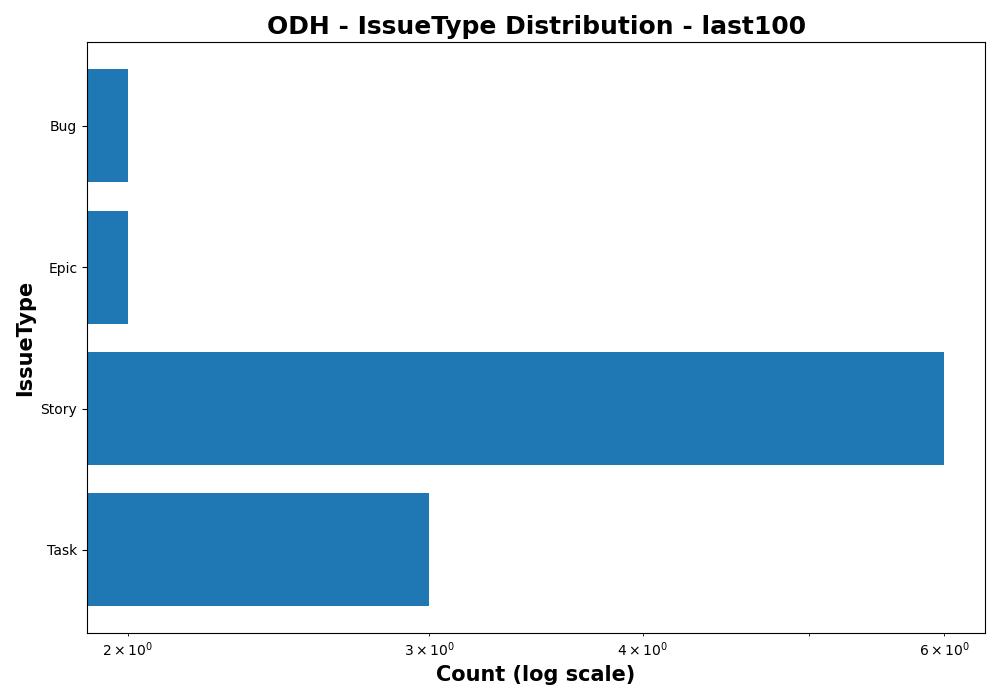 ODH - IssueType Distribution - last100
Bug
Epic
Story
Task
IssueType
2 × 10⁰
3 × 10⁰
4 × 10⁰
6 × 10⁰
Count (log scale)